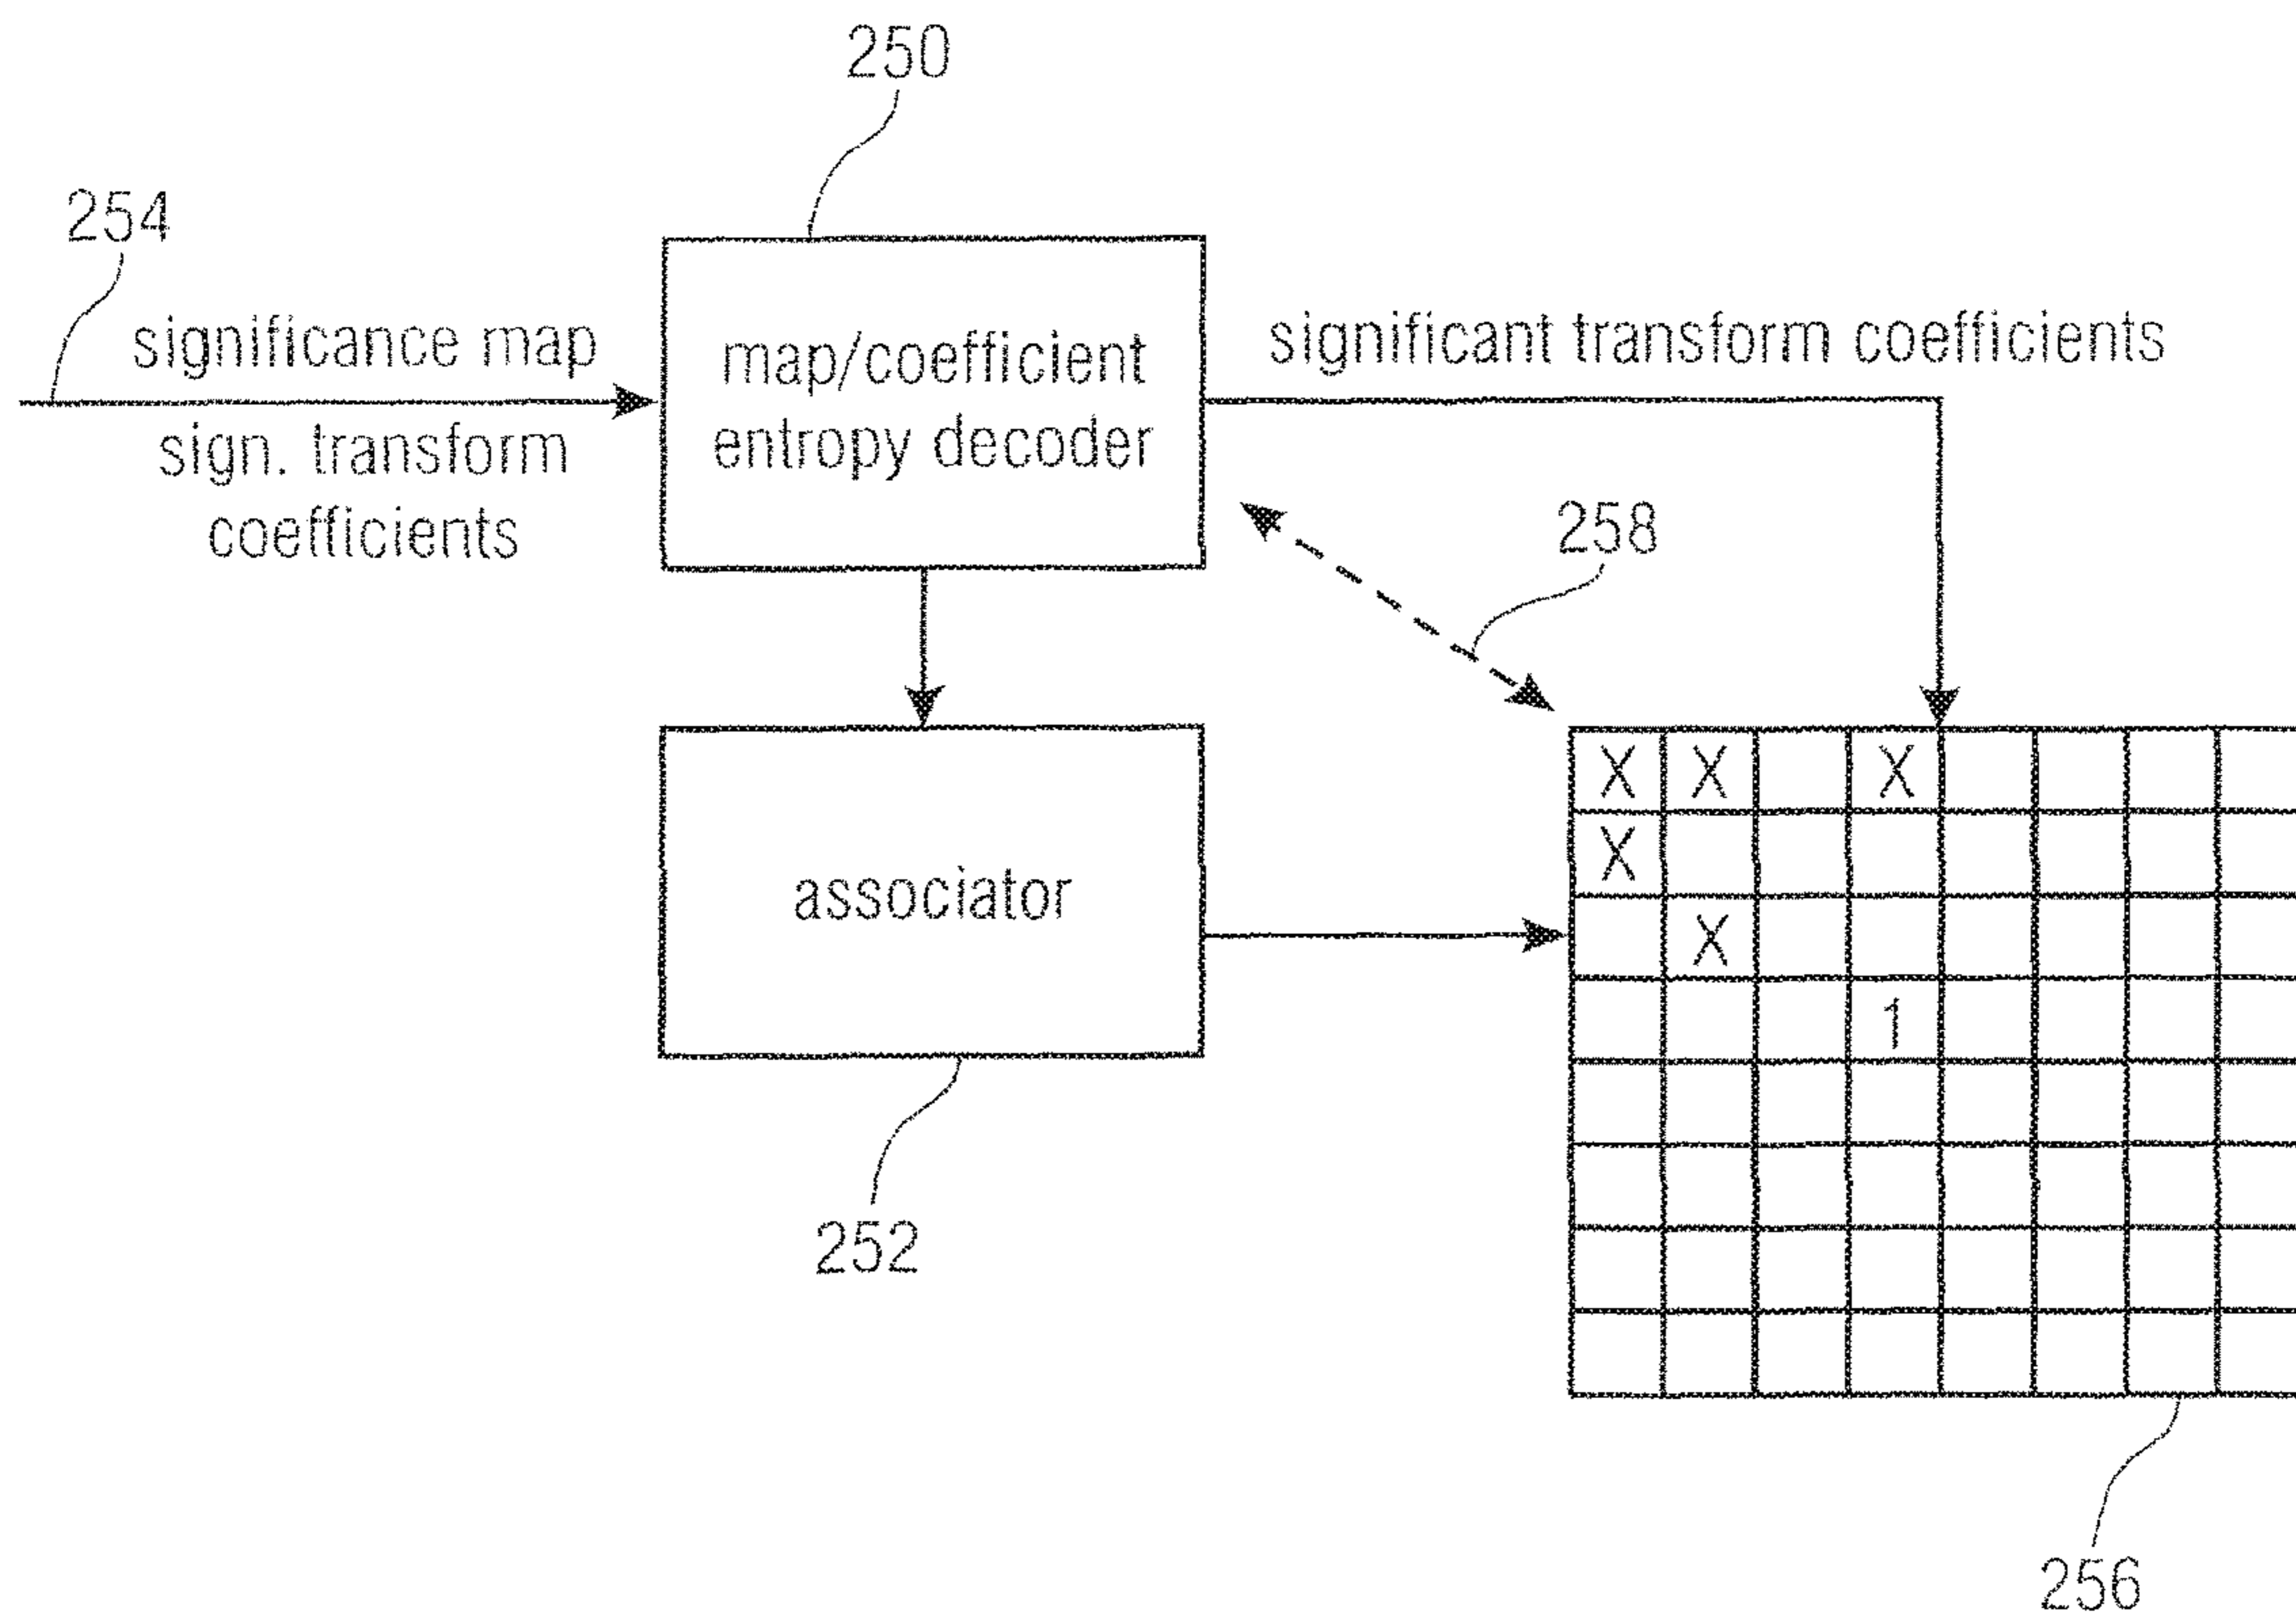 250
254
significance map
sign. transform
coefficients
map/coefficient
entropy decoder
significant transform coefficients
258
X X X
X
associator
X
1
252
256